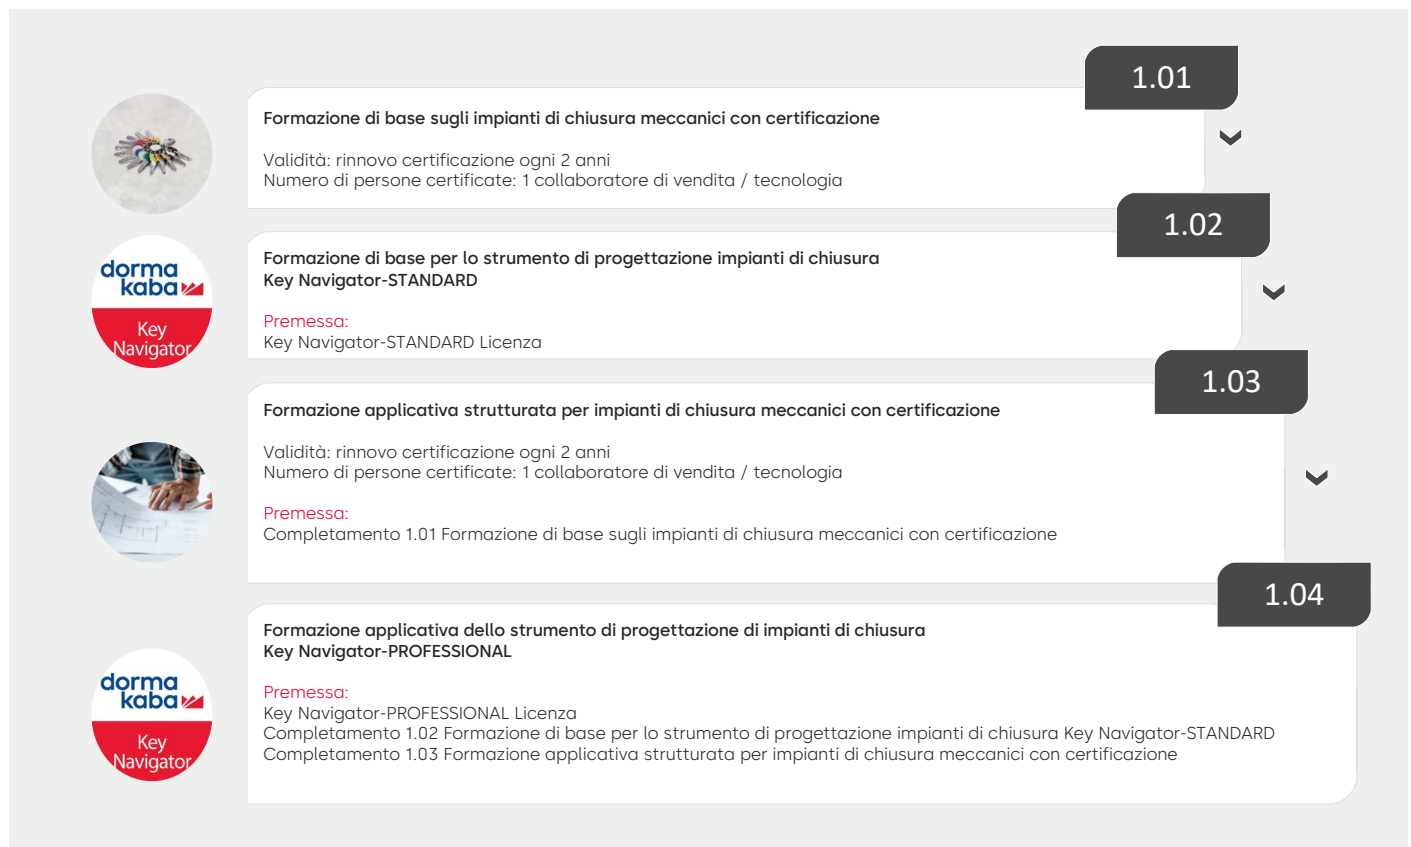 1.01
Formazione di base sugli impianti di chiusura meccanici con certificazione
Validità: rinnovo certificazione ogni 2 anni
Numero di persone certificate: 1 collaboratore di vendita / tecnologia
1.02
dorma
kaba
Key
Navigator
Formazione di base per lo strumento di progettazione impianti di chiusura
Key Navigator-STANDARD
Premessa:
Key Navigator-STANDARD Licenza
1.03
Formazione applicativa strutturata per impianti di chiusura meccanici con certificazione
Validità: rinnovo certificazione ogni 2 anni
Numero di persone certificate: 1 collaboratore di vendita / tecnologia
Premessa:
Completamento 1.01 Formazione di base sugli impianti di chiusura meccanici con certificazione
1.04
dorma
kaba
Key
Navigator
Formazione applicativa dello strumento di progettazione di impianti di chiusura
Key Navigator-PROFESSIONAL
Premessa:
Key Navigator-PROFESSIONAL Licenza
Completamento 1.02 Formazione di base per lo strumento di progettazione impianti di chiusura Key Navigator-STANDARD
Completamento 1.03 Formazione applicativa strutturata per impianti di chiusura meccanici con certificazione